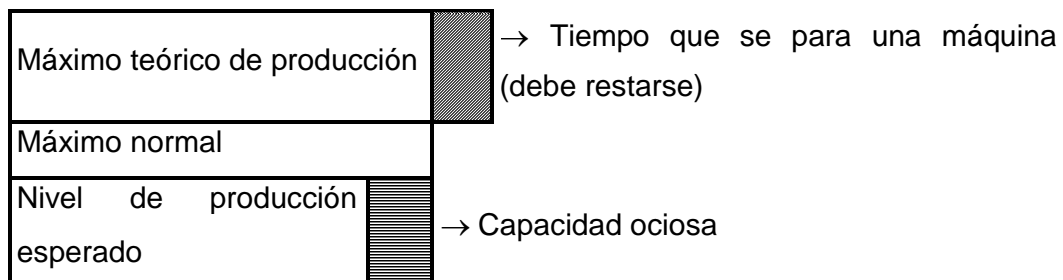 Máximo teórico de producción
→ Tiempo que se para una máquina
(debe restarse)
Máximo normal
Nivel de producción
esperado
→ Capacidad ociosa